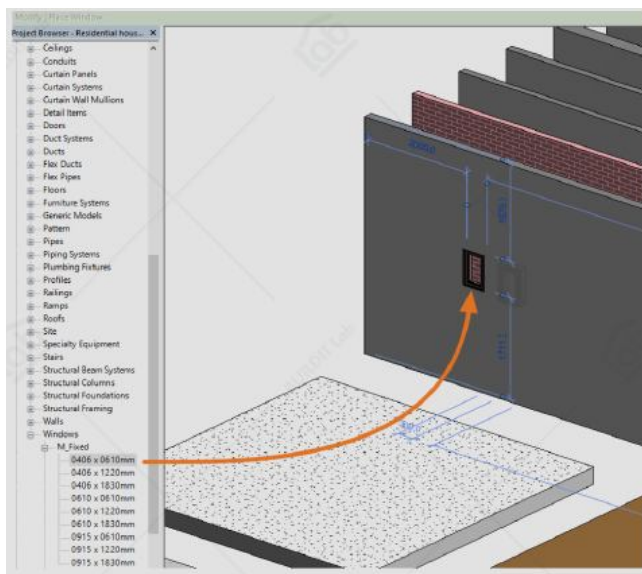 Modify | Place Window
Project Browser - Residential hous... X
Ceilings
Conduits
Curtain Panels
Curtain Systems
Curtain Wall Mullions
Detail Items
Doors
Duct Systems
Ducts
Flex Ducts
Flex Pipes
Floors
Furniture Systems
Generic Models
Pattern
Pipes
Piping Systems
Plumbing Fixtures
Profiles
Railings
Ramps
Roofs
Site
Specialty Equipment
Stairs
Structural Beam Systems
Structural Columns
Structural Foundations
Structural Framing
Walls
Windows
M_Fixed
0406 x 0610mm
0406 x 1220mm
0406 x 1830mm
0610 x 0610mm
0610 x 1220mm
0610 x 1830mm
0915 x 0610mm
0915 x 1220mm
0915 x 1830mm